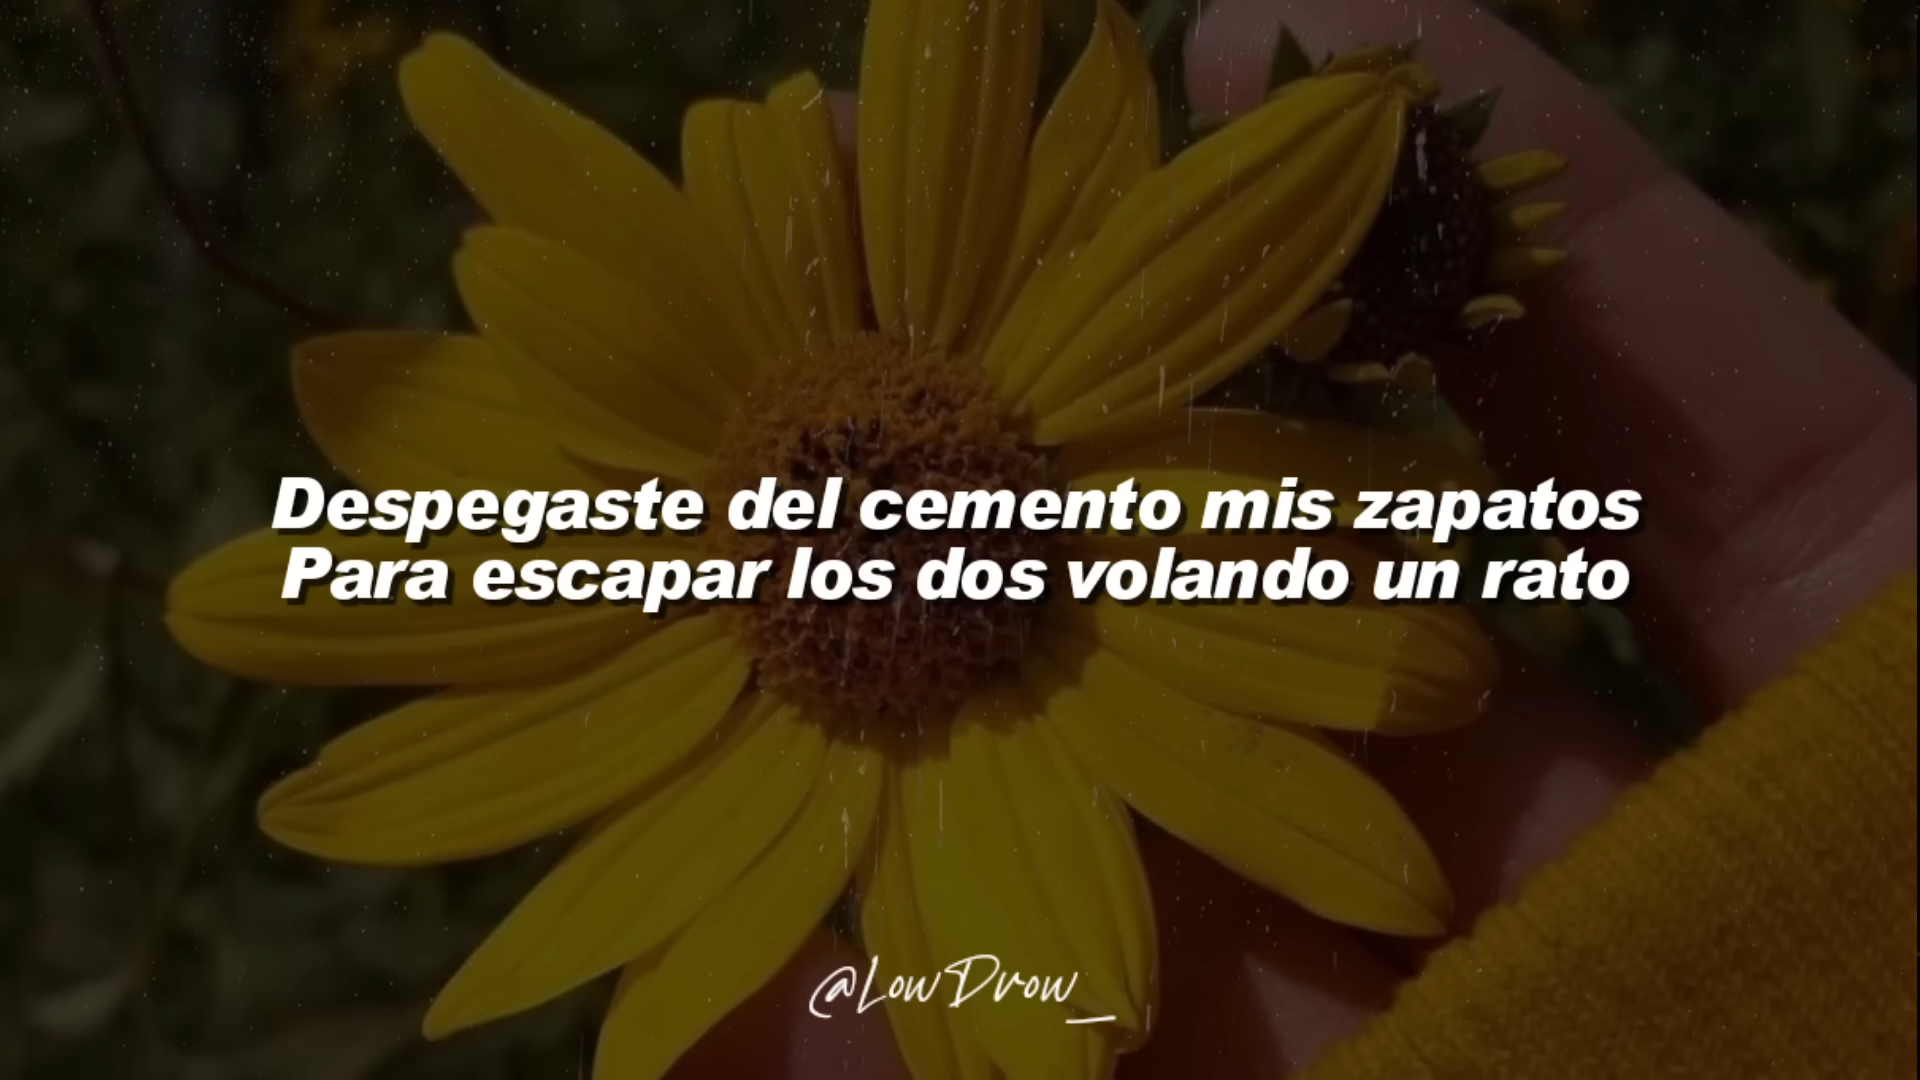 Despegaste del cemento mis zapatos
Para escapar los dos volando un rato
@LowDrow_